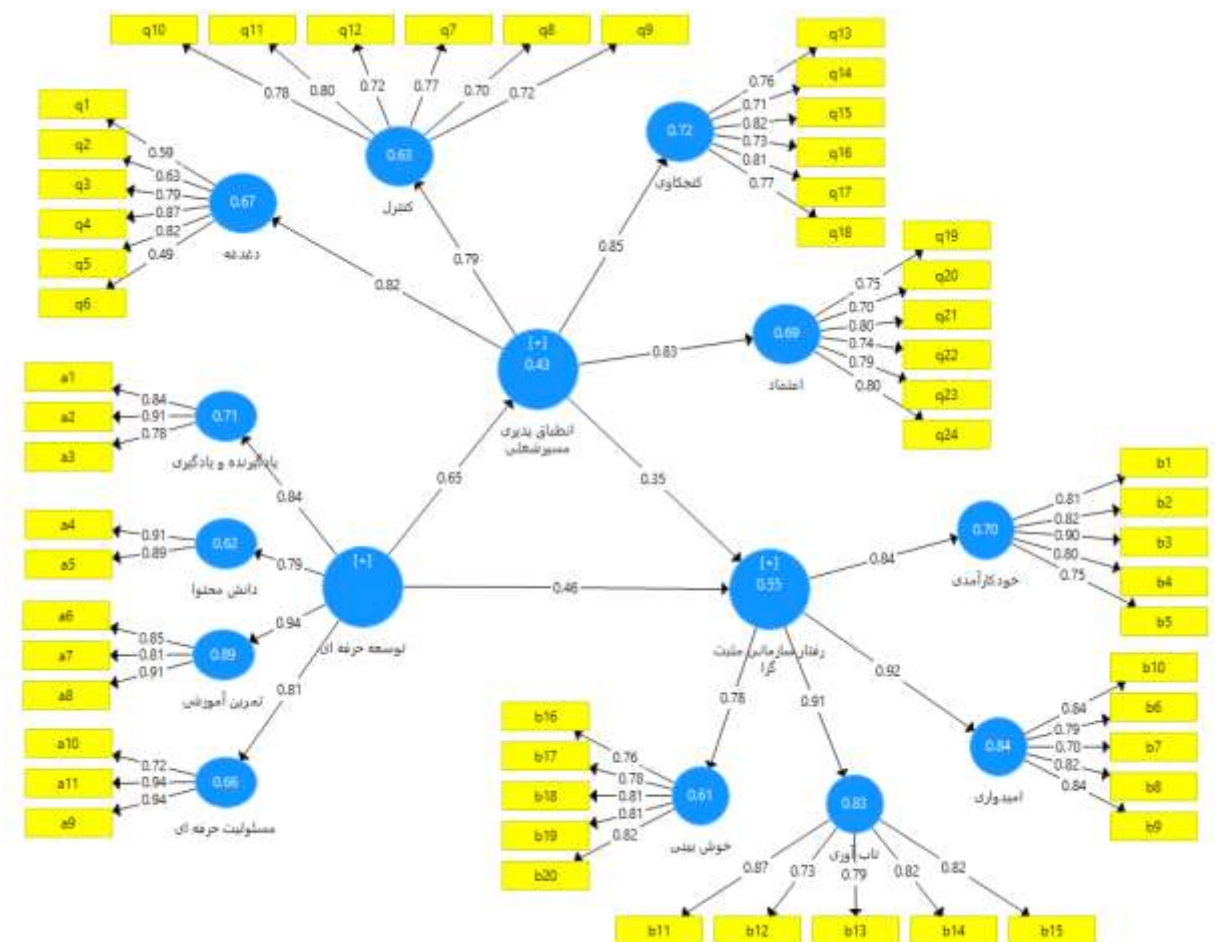 q10
q11
q12
q7
q8
q9
0.78
0.80
0.72
0.77
0.70
0.72
0.63
کنترل
q13
q14
q15
q16
q17
q18
0.76
0.71
0.82
0.73
0.81
0.77
0.72
کنجکاوی
q1
q2
q3
q4
q5
q6
0.59
0.63
0.79
0.87
0.82
0.49
0.67
دغدغه
q19
q20
q21
q22
q23
q24
0.75
0.70
0.80
0.74
0.79
0.80
0.69
اعتماد
0.82
0.79
0.85
0.83
[+]
0.43
انطباق پذیری
مسیرشغلی
a1
a2
a3
0.84
0.91
0.78
0.71
یادگیرنده و یادگیری
0.84
0.65
0.35
a4
a5
0.91
0.89
0.62
دانش محتوا
0.79
[+]
توسعه حرفه ای
0.46
[+]
0.55
رفتار سازمانی مثبت
گرا
0.84
b1
b2
b3
b4
b5
0.81
0.82
0.90
0.80
0.75
0.70
خودکارآمدی
a6
a7
a8
0.85
0.81
0.91
0.89
تمرین آموزشی
0.94
0.81
a10
a11
a9
0.72
0.94
0.94
0.66
مسئولیت حرفه ای
0.78
0.91
0.92
b10
b6
b7
b8
b9
0.84
0.79
0.70
0.82
0.84
0.84
امیدواری
b16
b17
b18
b19
b20
0.76
0.78
0.81
0.81
0.82
0.61
خوش بینی
0.83
تاب آوری
0.87
0.73
0.79
0.82
0.82
b11
b12
b13
b14
b15